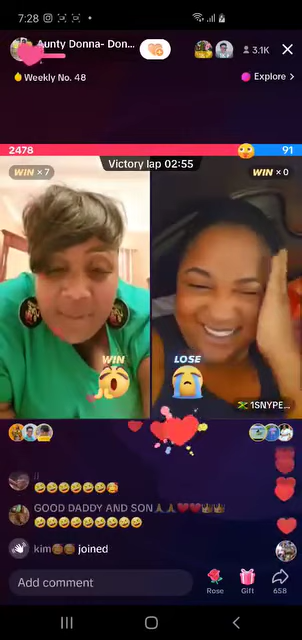 7:28
Aunty Donna- Don...
3.1K
Weekly No. 48
Explore >
2478
91
Victory lap 02:55
WIN × 7
WIN × 0
WIN
LOSE
1SNYPE...
GOOD DADDY AND SON
kim joined
Add comment
Rose
Gift
658